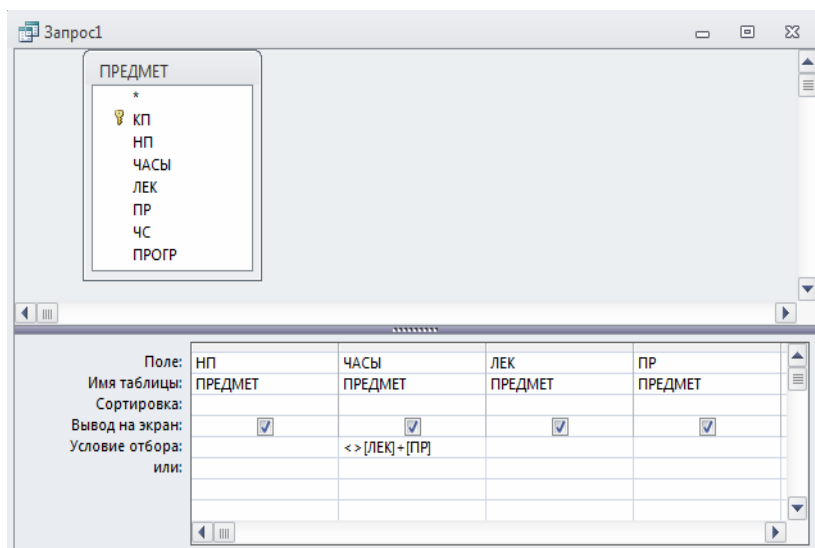 Запрос1
ПРЕДМЕТ
*
КП
НП
ЧАСЫ
ЛЕК
ПР
ЧС
ПРОГР
Поле: НП ЧАСЫ ЛЕК ПР
Имя таблицы: ПРЕДМЕТ ПРЕДМЕТ ПРЕДМЕТ ПРЕДМЕТ
Сортировка:
Вывод на экран:
Условие отбора: <>[ЛЕК]+[ПР]
или: